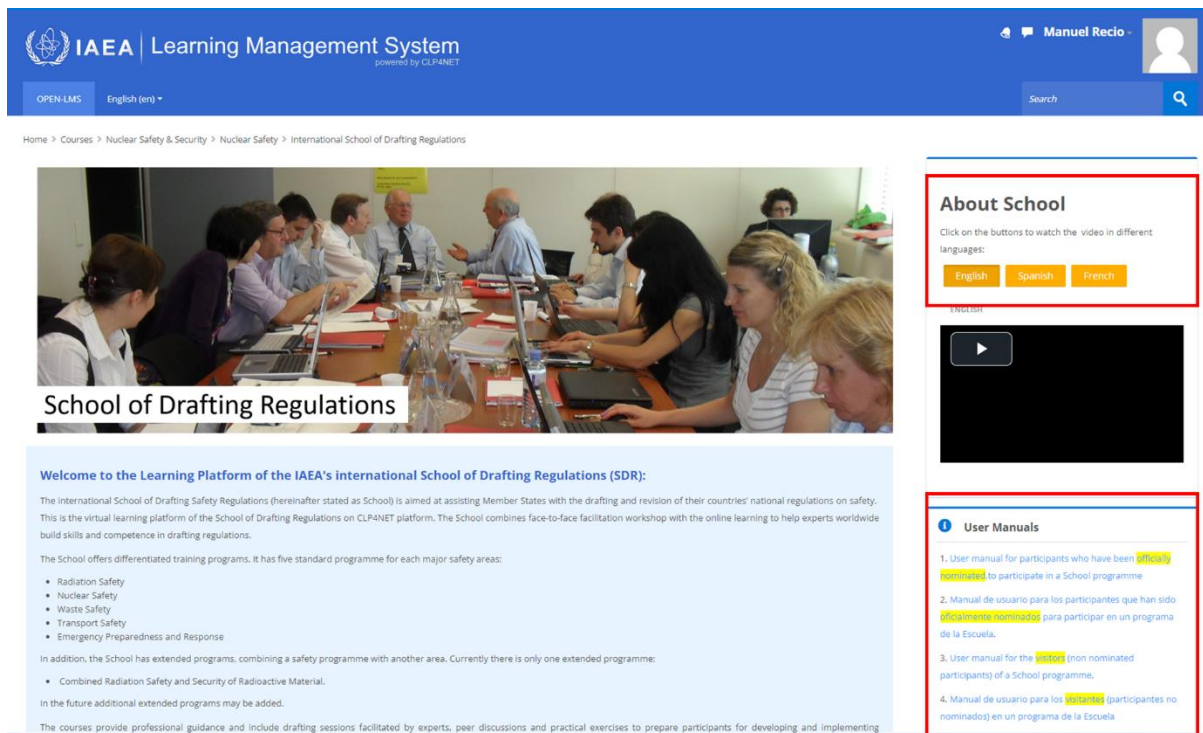 IAEA Learning Management System
powered by CLP4NET
Manuel Recio
OPEN-LMS English (en)
Search
Home > Courses > Nuclear Safety & Security > Nuclear Safety > International School of Drafting Regulations
School of Drafting Regulations
Welcome to the Learning Platform of the IAEA's international School of Drafting Regulations (SDR):
The international School of Drafting Safety Regulations (hereinafter stated as School) is aimed at assisting Member States with the drafting and revision of their countries' national regulations on safety.
This is the virtual learning platform of the School of Drafting Regulations on CLP4NET platform. The School combines face-to-face facilitation workshop with the online learning to help experts worldwide
build skills and competence in drafting regulations.
The School offers differentiated training programs. It has five standard programme for each major safety areas:
• Radiation Safety
• Nuclear Safety
• Waste Safety
• Transport Safety
• Emergency Preparedness and Response
In addition, the School has extended programs, combining a safety programme with another area. Currently there is only one extended programme:
• Combined Radiation Safety and Security of Radioactive Material.
In the future additional extended programs may be added.
The courses provide professional guidance and include drafting sessions facilitated by experts, peer discussions and practical exercises to prepare participants for developing and implementing
About School
Click on the buttons to watch the video in different
languages:
English Spanish French
ENGLISH
User Manuals
1. User manual for participants who have been officially
nominated.to participate in a School programme
2. Manual de usuario para los participantes que han sido
oficialmente nominados para participar en un programa
de la Escuela.
3. User manual for the visitors (non nominated
participants) of a School programme.
4. Manual de usuario para los visitantes (participantes no
nominados) en un programa de la Escuela